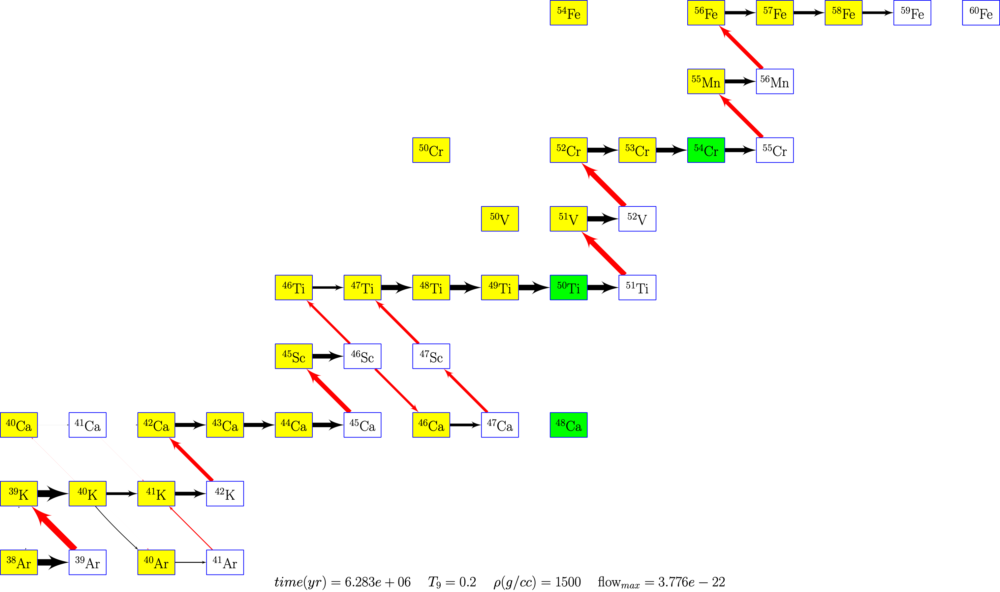 ⁵⁴Fe ⁵⁶Fe ⁵⁷Fe ⁵⁸Fe ⁵⁹Fe ⁶⁰Fe
⁵⁵Mn ⁵⁶Mn
⁵⁰Cr ⁵²Cr ⁵³Cr ⁵⁴Cr ⁵⁵Cr
⁵⁰V ⁵¹V ⁵²V
⁴⁶Ti ⁴⁷Ti ⁴⁸Ti ⁴⁹Ti ⁵⁰Ti ⁵¹Ti
⁴⁵Sc ⁴⁶Sc ⁴⁷Sc
⁴⁰Ca ⁴¹Ca ⁴²Ca ⁴³Ca ⁴⁴Ca ⁴⁵Ca ⁴⁶Ca ⁴⁷Ca ⁴⁸Ca
³⁹K ⁴⁰K ⁴¹K ⁴²K
³⁸Ar ³⁹Ar ⁴⁰Ar ⁴¹Ar
time(yr) = 6.283e + 06 T₉ = 0.2 ρ(g/cc) = 1500 flowₘₐₓ = 3.776e − 22